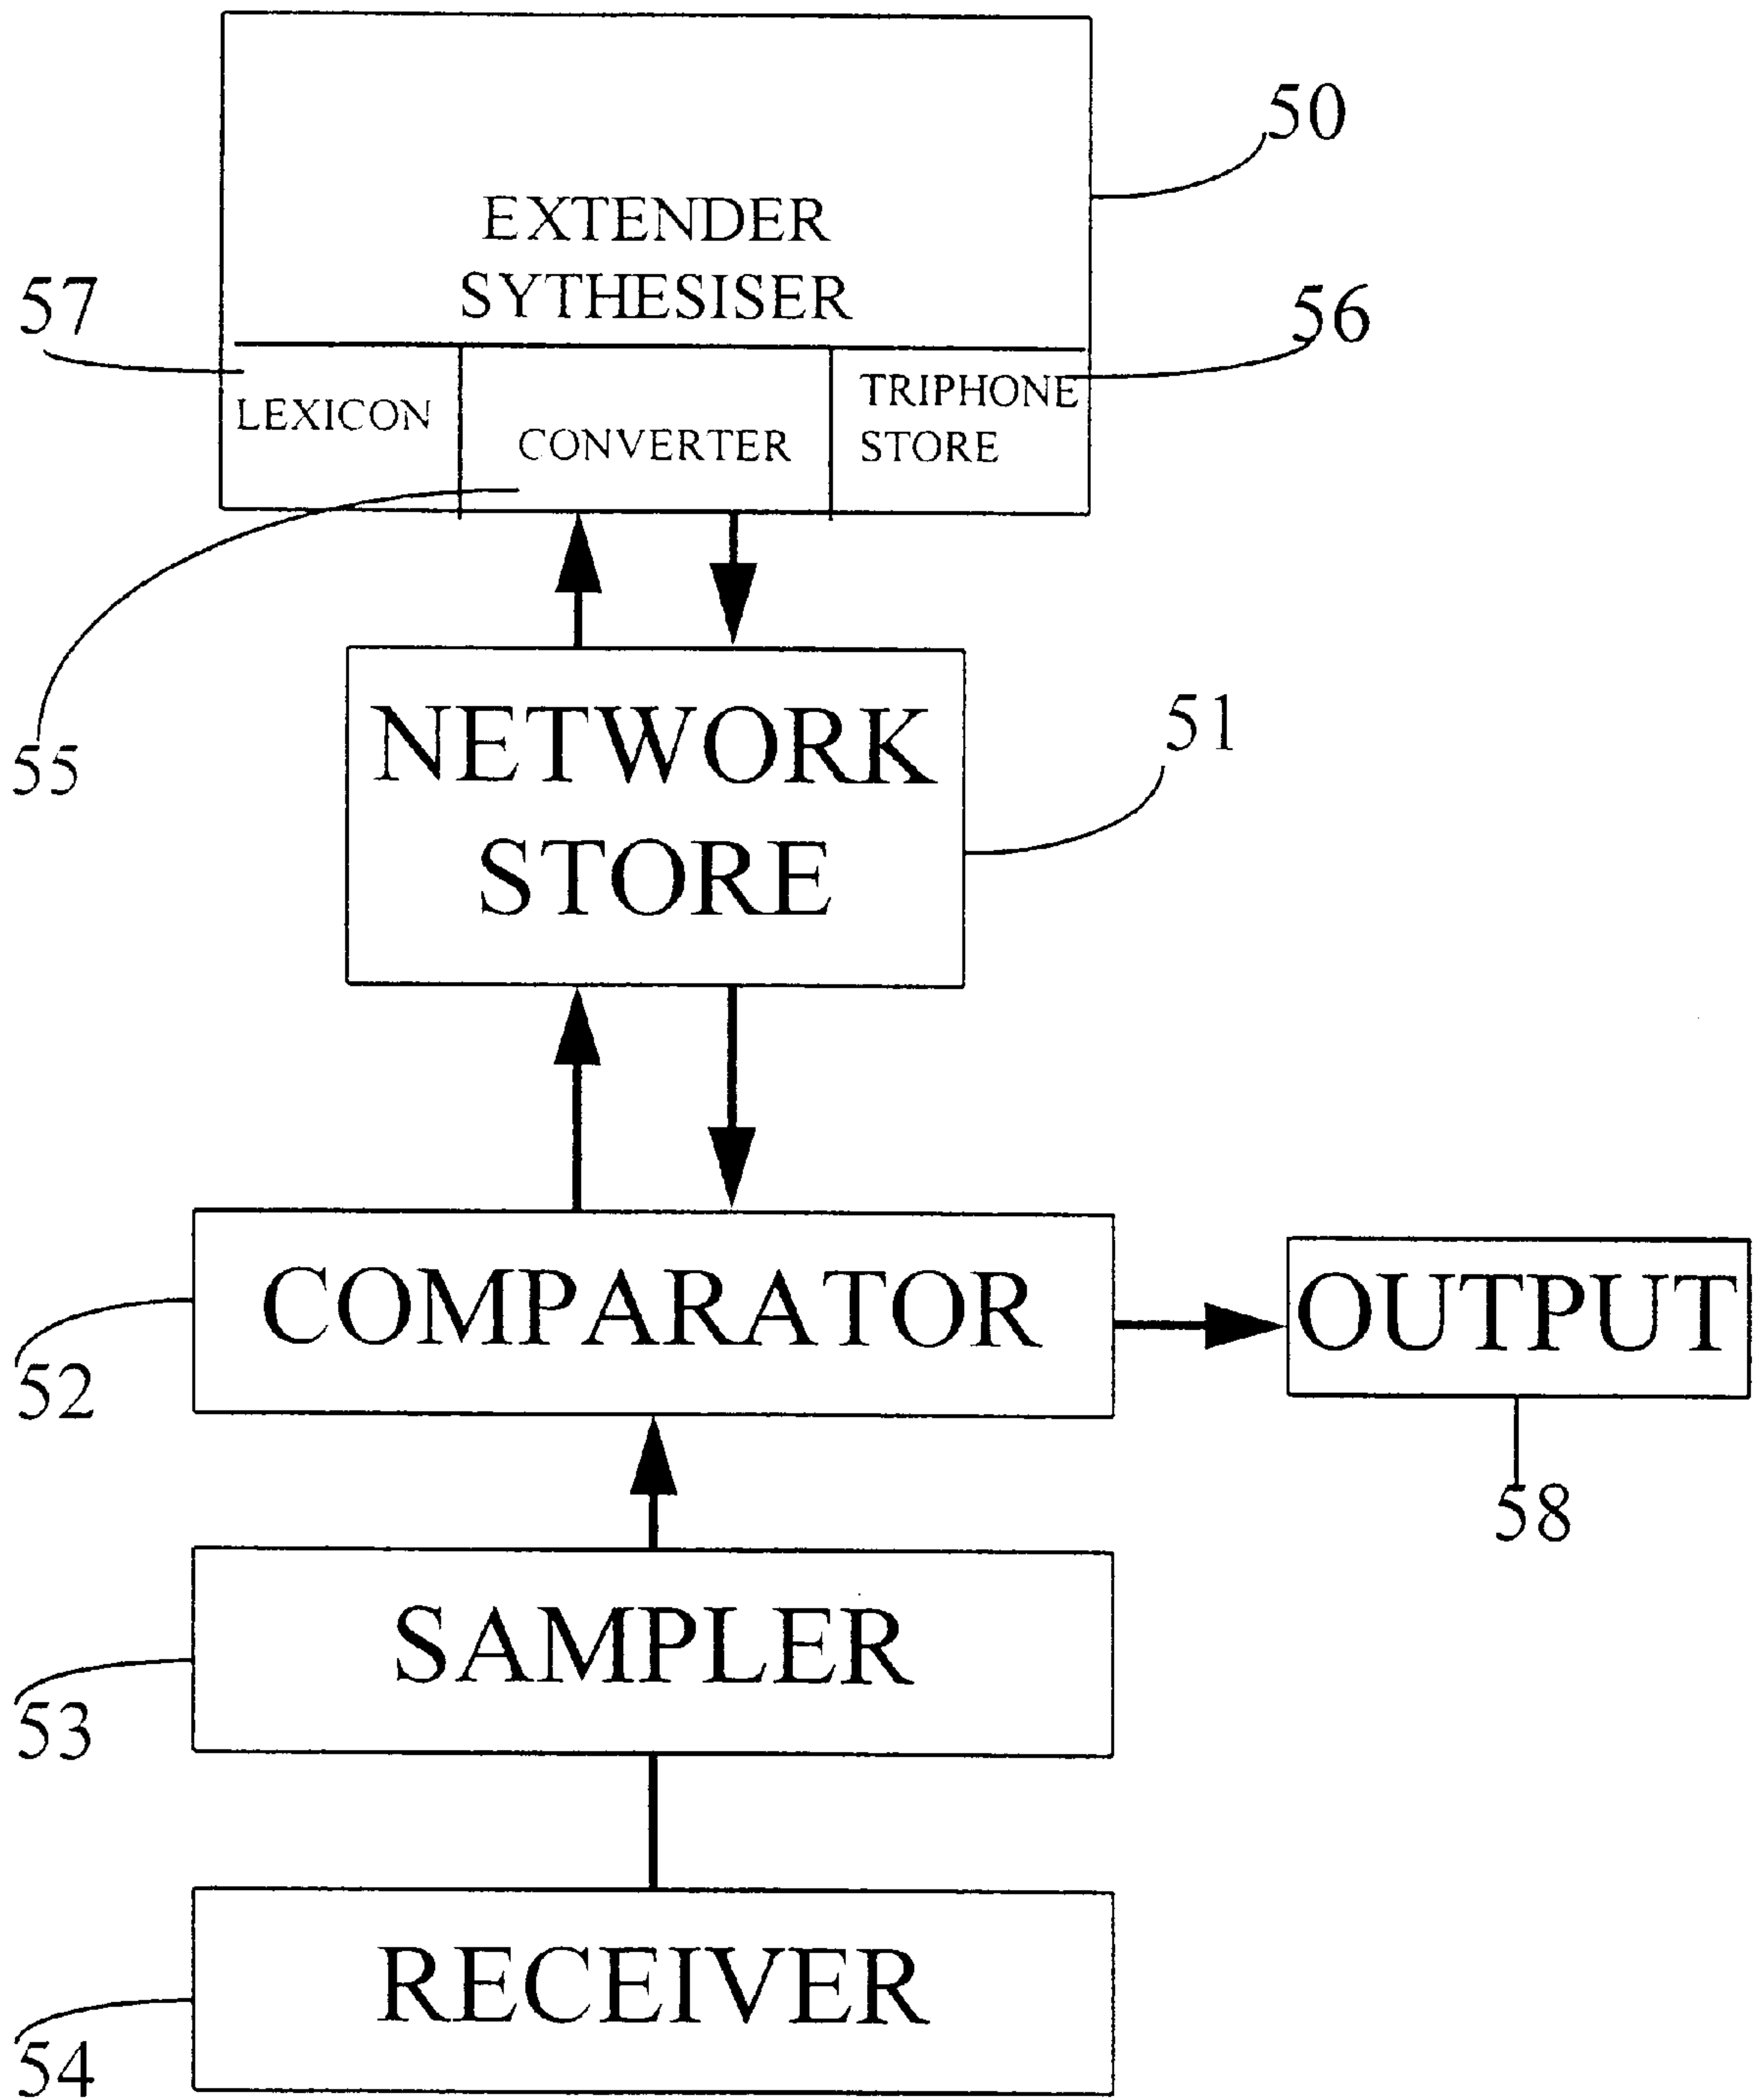 50
EXTENDER
SYTHESISER
57
56
LEXICON
CONVERTER
TRIPHONE
STORE
55
NETWORK
STORE
51
COMPARATOR
52
OUTPUT
58
SAMPLER
53
RECEIVER
54